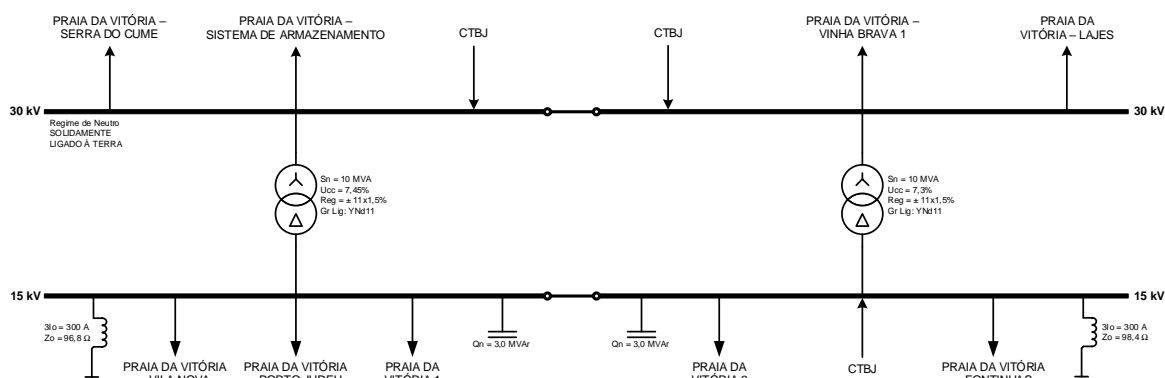 PRAIA DA VITÓRIA –
SERRA DO CUME
PRAIA DA VITÓRIA –
SISTEMA DE ARMAZENAMENTO
CTBJ
CTBJ
PRAIA DA VITÓRIA –
VINHA BRAVA 1
PRAIA DA
VITÓRIA – LAJES
30 kV
30 kV
Regime de Neutro
SOLIDAMENTE
LIGADO À TERRA
Sn = 10 MVA
Ucc = 7,45%
Reg = ± 11x1,5%
Gr Lig: YNd11
Sn = 10 MVA
Ucc = 7,3%
Reg = ± 11x1,5%
Gr Lig: YNd11
15 kV
15 kV
3Io = 300 A
Zo = 96,8 Ω
Qn = 3,0 MVAr
Qn = 3,0 MVAr
3Io = 300 A
Zo = 98,4 Ω
PRAIA DA VITÓRIA
PRAIA DA VITÓRIA
PRAIA DA
PRAIA DA
CTBJ
PRAIA DA VITÓRIA